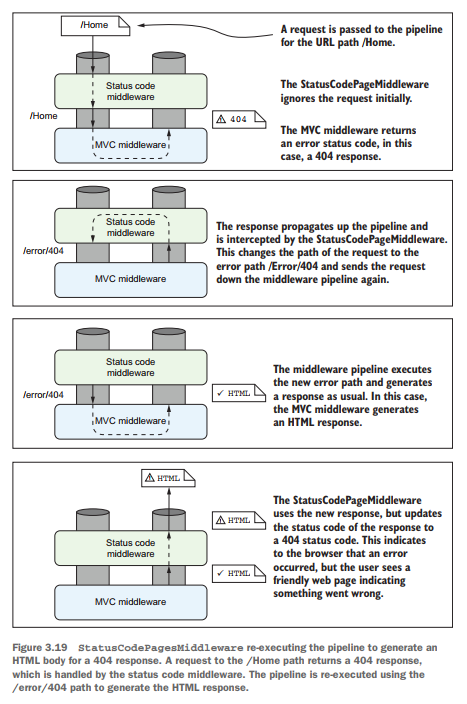 /Home
A request is passed to the pipeline
for the URL path /Home.
Status code
middleware
The StatusCodePageMiddleware
ignores the request initially.
/Home
404
MVC middleware
The MVC middleware returns
an error status code, in this
case, a 404 response.
Status code
middleware
/error/404
MVC middleware
The response propagates up the pipeline and
is intercepted by the StatusCodePageMiddleware.
This changes the path of the request to the
error path /Error/404 and sends the request
down the middleware pipeline again.
Status code
middleware
/error/404
HTML
MVC middleware
The middleware pipeline executes
the new error path and generates
a response as usual. In this case,
the MVC middleware generates
an HTML response.
HTML
HTML
Status code
middleware
HTML
MVC middleware
The StatusCodePageMiddleware
uses the new response, but updates
the status code of the response to
a 404 status code. This indicates
to the browser that an error
occurred, but the user sees a
friendly web page indicating
something went wrong.
Figure 3.19 StatusCodePagesMiddleware re-executing the pipeline to generate an
HTML body for a 404 response. A request to the /Home path returns a 404 response,
which is handled by the status code middleware. The pipeline is re-executed using the
/error/404 path to generate the HTML response.